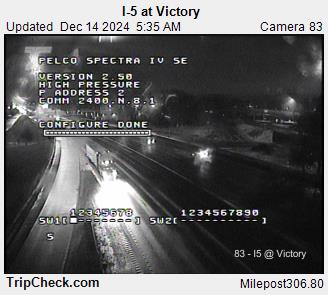 I-5 at Victory
Updated Dec 14 2024 5:35 AM Camera 83
PELCO SPECTRA IV SE
VERSION 2.50
HIGH PRESSURE
P ADDRESS 2
COMM 2400.N.8.1
CONFIGURE DONE
12345678 1234567890
SW1[■-------] SW2[----------]
S
83 - I5 @ Victory
TripCheck.com Milepost306.80